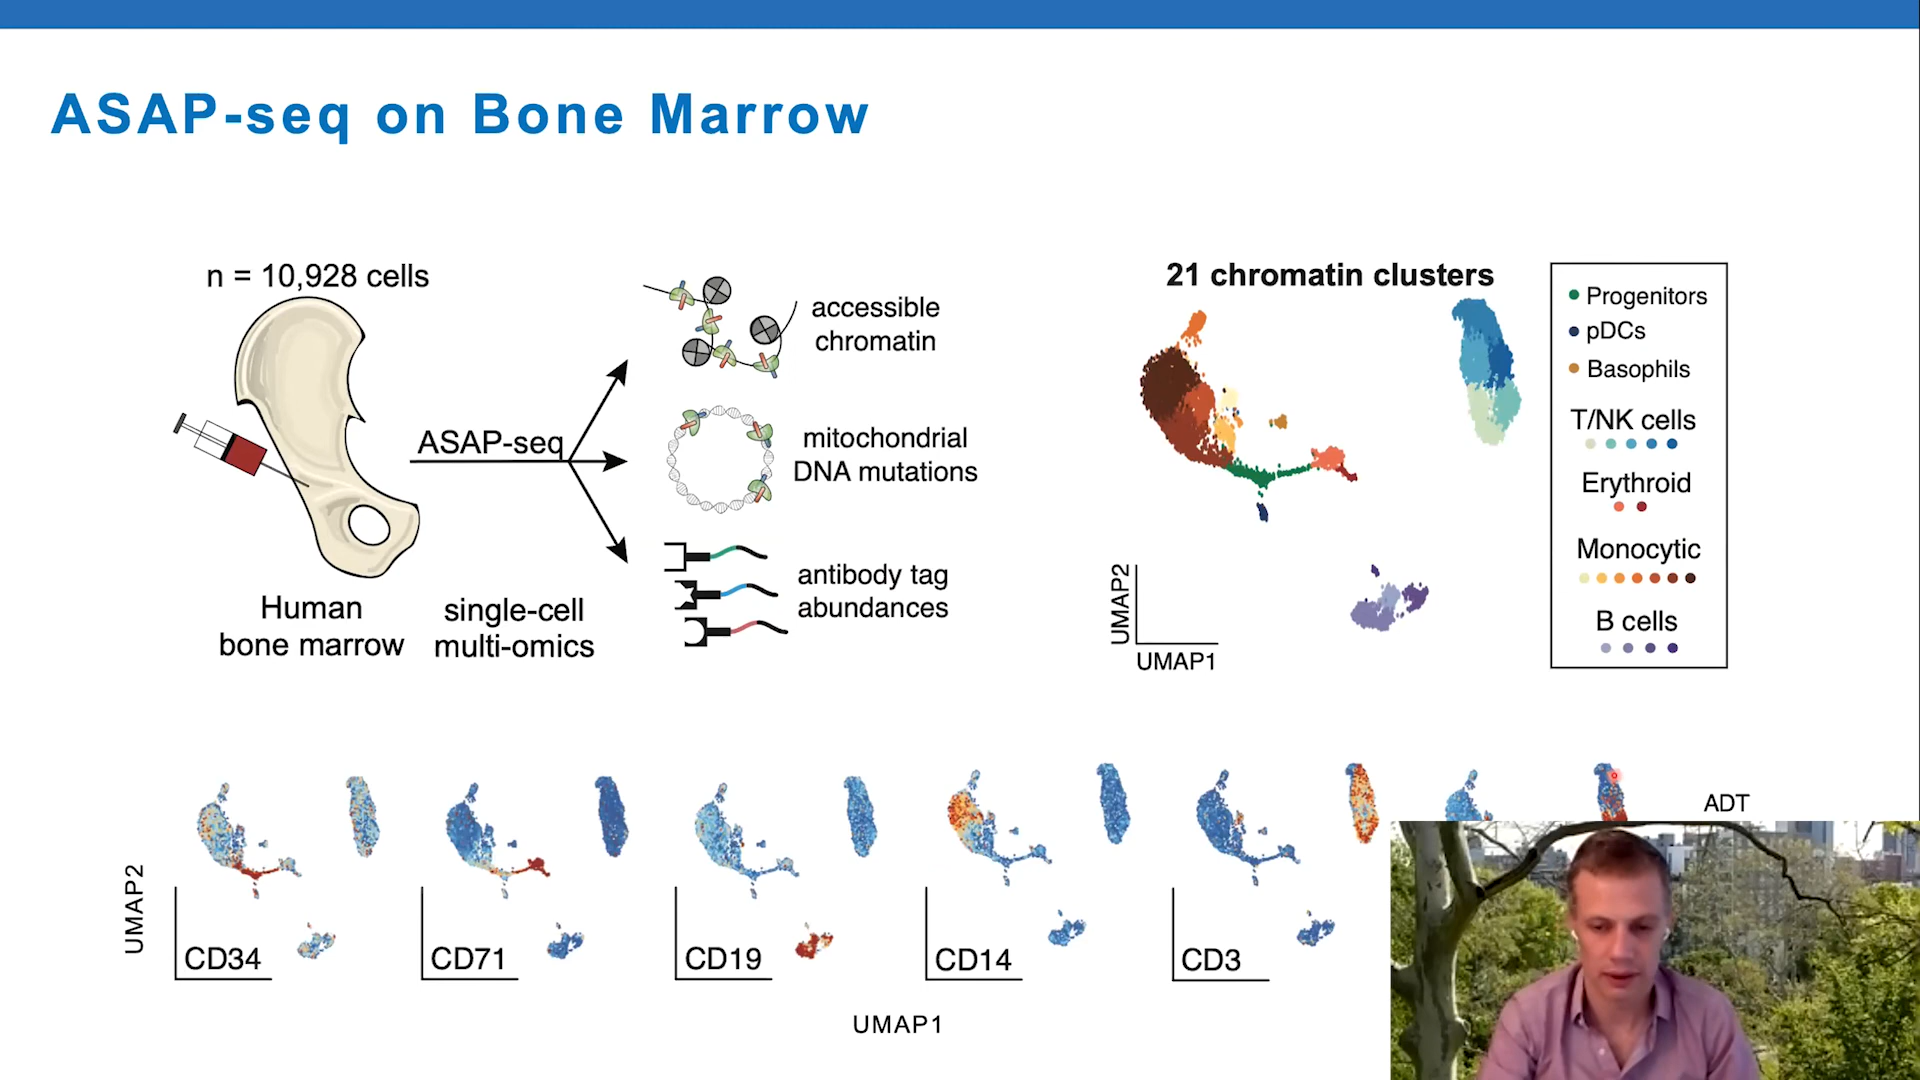 ASAP-seq on Bone Marrow
n = 10,928 cells
ASAP-seq
Human
bone marrow
single-cell
multi-omics
accessible
chromatin
mitochondrial
DNA mutations
antibody tag
abundances
21 chromatin clusters
UMAP2
UMAP1
Progenitors
pDCs
Basophils
T/NK cells
Erythroid
Monocytic
B cells
UMAP2
CD34
CD71
CD19
CD14
CD3
ADT
UMAP1